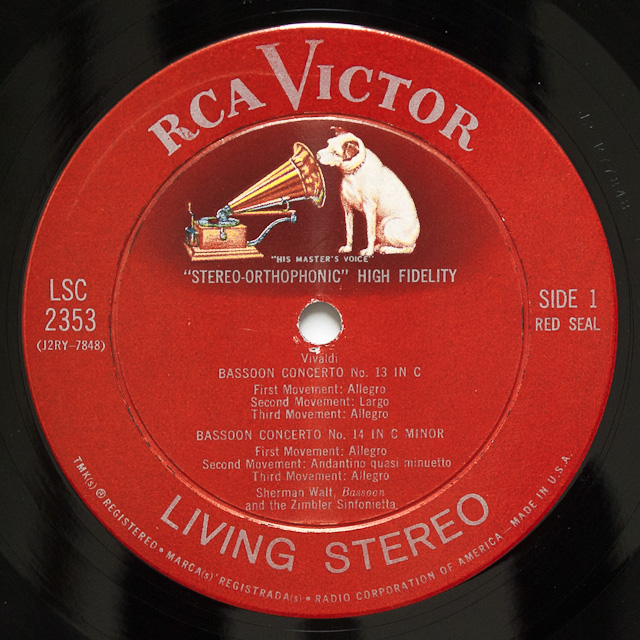 RCA VICTOR
"HIS MASTER'S VOICE"
"STEREO-ORTHOPHONIC" HIGH FIDELITY
LSC
2353
(J2RY-7848)
SIDE 1
RED SEAL
Vivaldi
BASSOON CONCERTO No. 13 IN C
First Movement: Allegro
Second Movement: Largo
Third Movement: Allegro
BASSOON CONCERTO No. 14 IN C MINOR
First Movement: Allegro
Second Movement: Andantino quasi minuetto
Third Movement: Allegro
Sherman Walt, Bassoon
and the Zimbler Sinfonietta
LIVING STEREO
TMK(s) ® REGISTERED • MARCA(s) REGISTRADA(s) • RADIO CORPORATION OF AMERICA - MADE IN U.S.A.